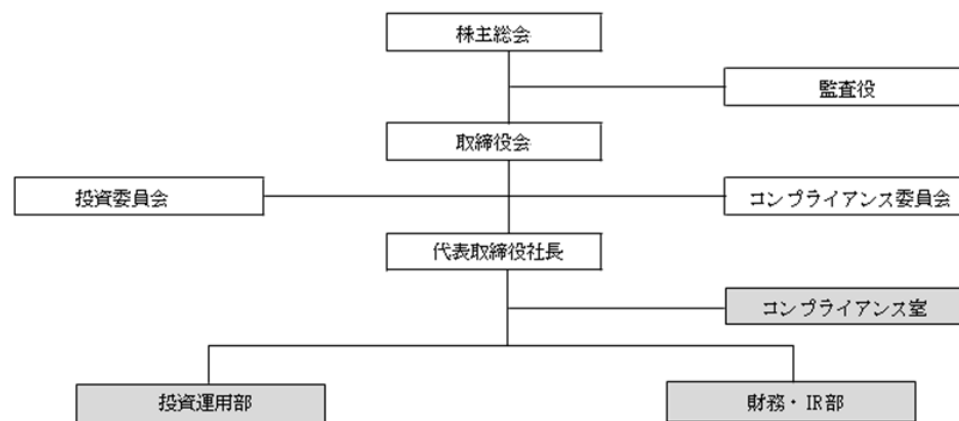 株主総会
監査役
取締役会
投資委員会
コンプライアンス委員会
代表取締役社長
コンプライアンス室
投資運用部
財務・IR部